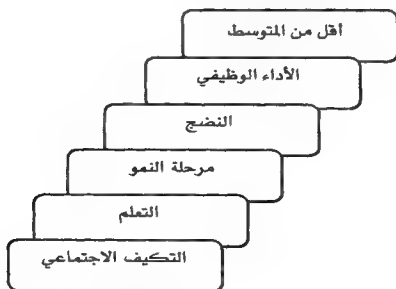 أقل من المتوسط
الأداء الوظيفي
النضج
مرحلة النمو
التعلم
التكيف الاجتماعي